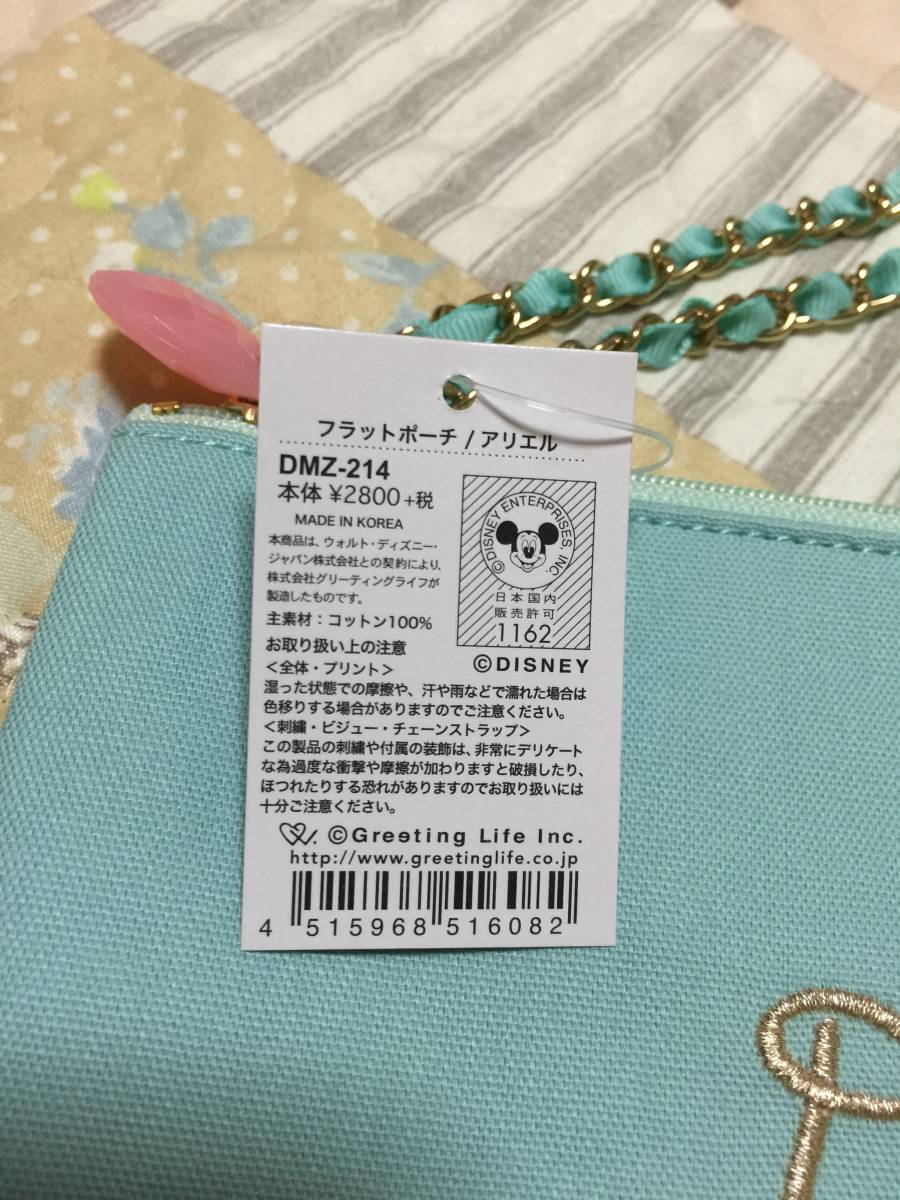 フラットポーチ / アリエル
DMZ-214
本体 ¥2800+税
MADE IN KOREA
本商品は、ウォルト・ディズニー・
ジャパン株式会社との契約により、
株式会社グリーティングライフが
製造したものです。
主素材：コットン100%
©DISNEY ENTERPRISES, INC.
日本国内
販売許可
1162
©DISNEY
お取り扱い上の注意
<全体・プリント>
湿った状態での摩擦や、汗や雨などで濡れた場合は
色移りする場合がありますのでご注意ください。
<刺繍・ビジュー・チェーンストラップ>
この製品の刺繍や付属の装飾は、非常にデリケート
な為過度な衝撃や摩擦が加わりますと破損したり、
ほつれたりする恐れがありますのでお取り扱いには
十分ご注意ください。
©Greeting Life Inc.
http://www.greetinglife.co.jp
4 515968 516082